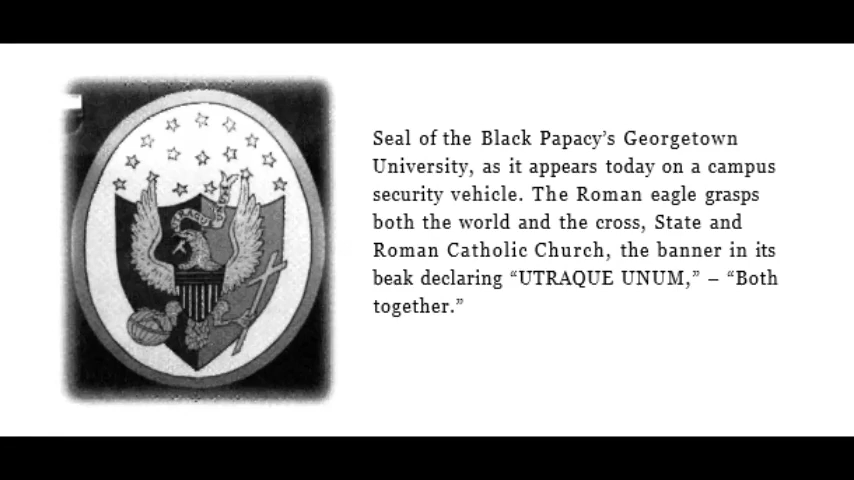 UTRAQUE UNUM
Seal of the Black Papacy’s Georgetown
University, as it appears today on a campus
security vehicle. The Roman eagle grasps
both the world and the cross, State and
Roman Catholic Church, the banner in its
beak declaring “UTRAQUE UNUM,” – “Both
together.”